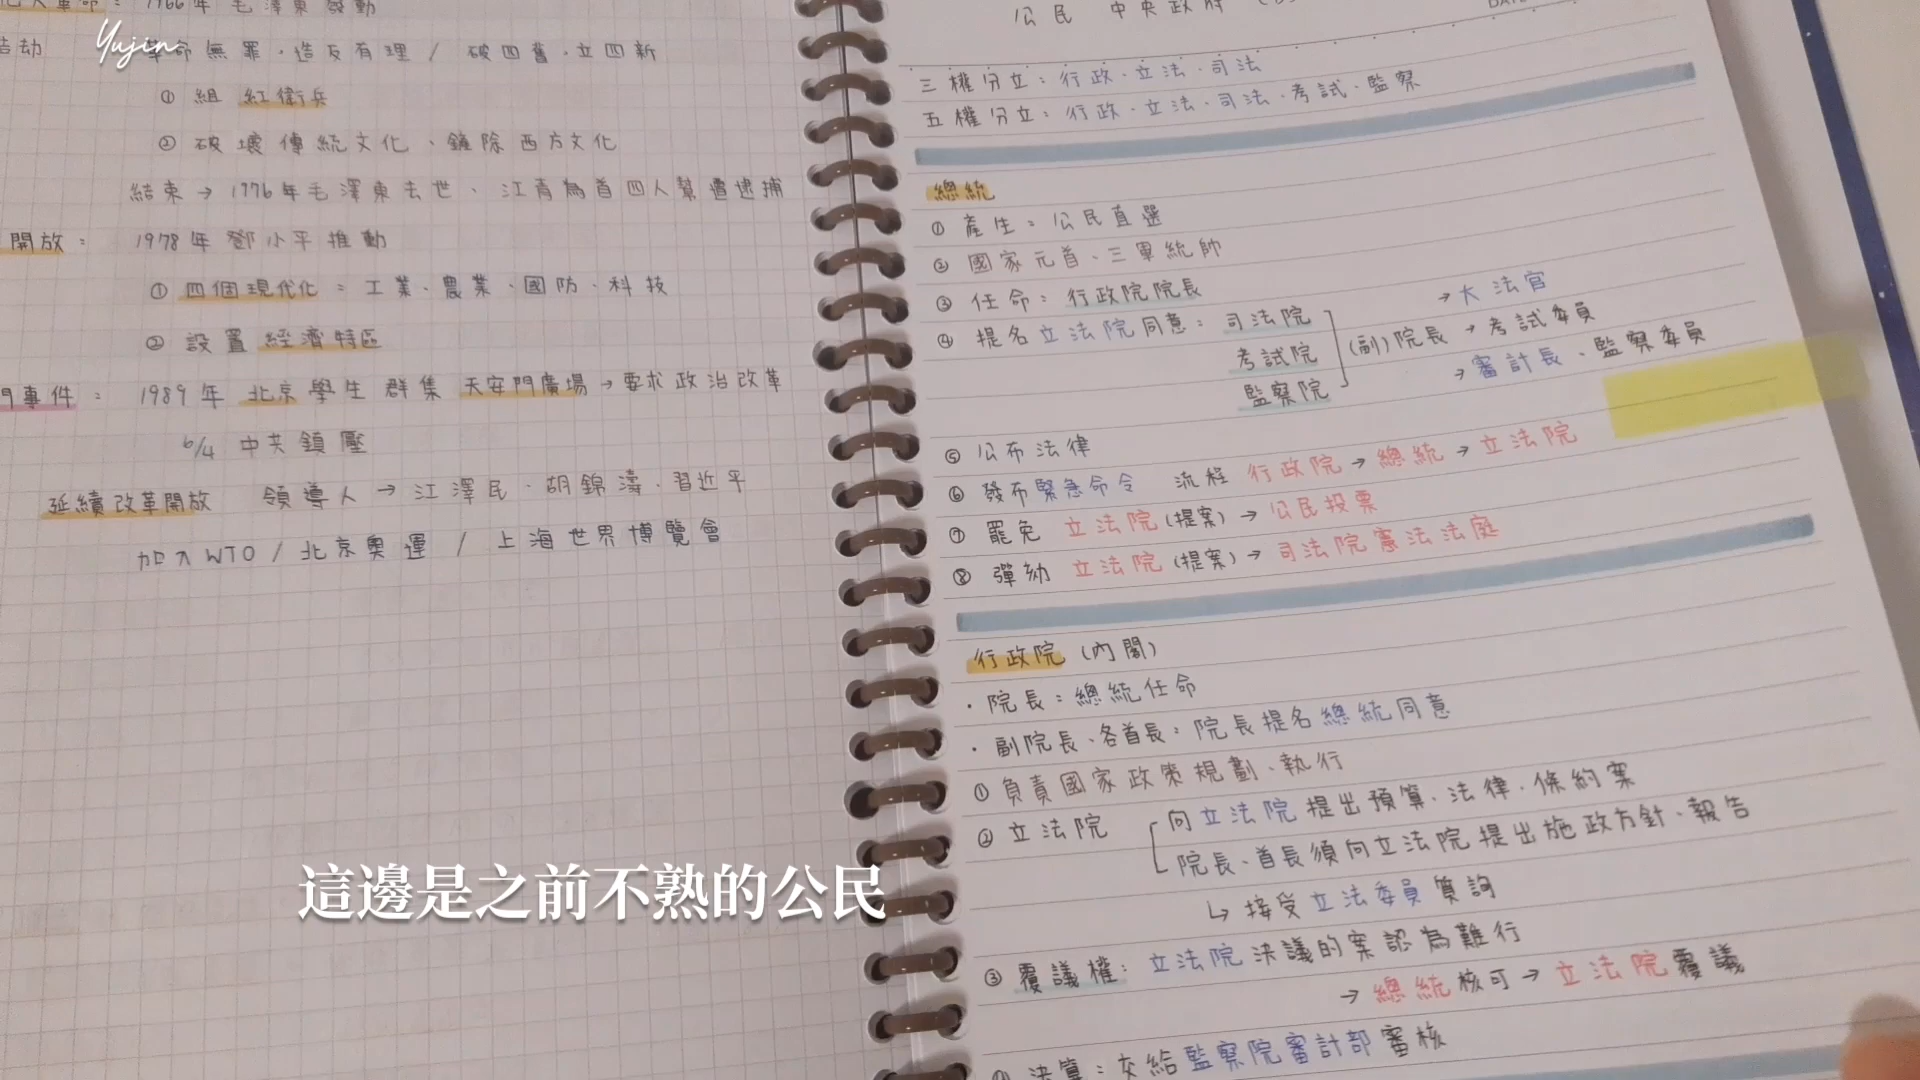 Yujin
化大革命：1966年 毛澤東發動
浩劫 革命無罪、造反有理 / 破四舊、立四新
① 組 紅衛兵
② 破壞傳統文化、鏟除西方文化
結束 → 1976年毛澤東去世、江青為首四人幫遭逮捕
開放： 1978年 鄧小平推動
① 四個現代化：工業、農業、國防、科技
② 設置 經濟特區
門事件： 1989年 北京學生群集 天安門廣場 → 要求政治改革
6/4 中共鎮壓
延續改革開放 領導人 → 江澤民、胡錦濤、習近平
加入WTO / 北京奧運 / 上海世界博覽會
公民 中央政府
三權分立：行政、立法、司法
五權分立：行政、立法、司法、考試、監察
總統
① 產生：公民直選
② 國家元首、三軍統帥
③ 任命：行政院院長
④ 提名立法院同意：司法院 → 大法官
考試院 (副)院長 → 考試委員
監察院 → 審計長、監察委員
⑤ 公布法律
⑥ 發布緊急命令 流程 行政院 → 總統 → 立法院
⑦ 罷免 立法院(提案) → 公民投票
⑧ 彈劾 立法院(提案) → 司法院憲法法庭
行政院 (內閣)
・院長：總統任命
・副院長、各首長：院長提名總統同意
① 負責國家政策規劃、執行
② 立法院 向立法院提出預算、法律、條約案
院長、首長須向立法院提出施政方針、報告
↳ 接受立法委員質詢
③ 覆議權：立法院決議的案認為難行
→ 總統核可 → 立法院覆議
決算：交給監察院審計部審核
這邊是之前不熟的公民